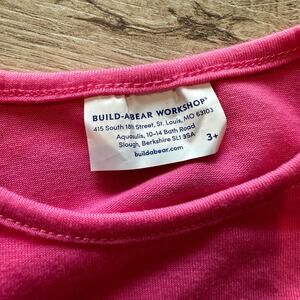 BUILD-A-BEAR WORKSHOP®
415 South 18th Street, St. Louis, MO 63103
Aquasulis, 10-14 Bath Road
Slough, Berkshire SL1 3SA
buildabear.com
3+